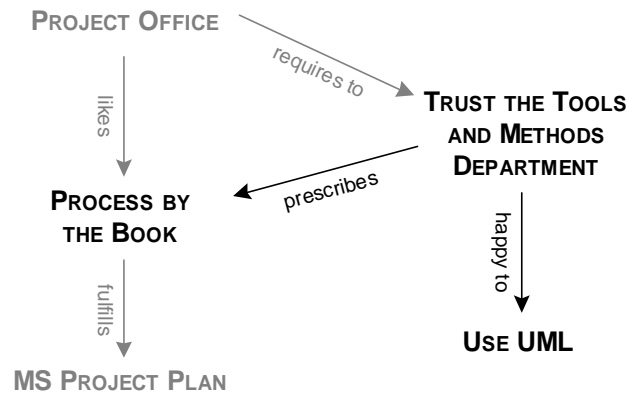 PROJECT OFFICE
requires to
likes
TRUST THE TOOLS
AND METHODS
DEPARTMENT
prescribes
PROCESS BY
THE BOOK
happy to
fulfills
USE UML
MS PROJECT PLAN